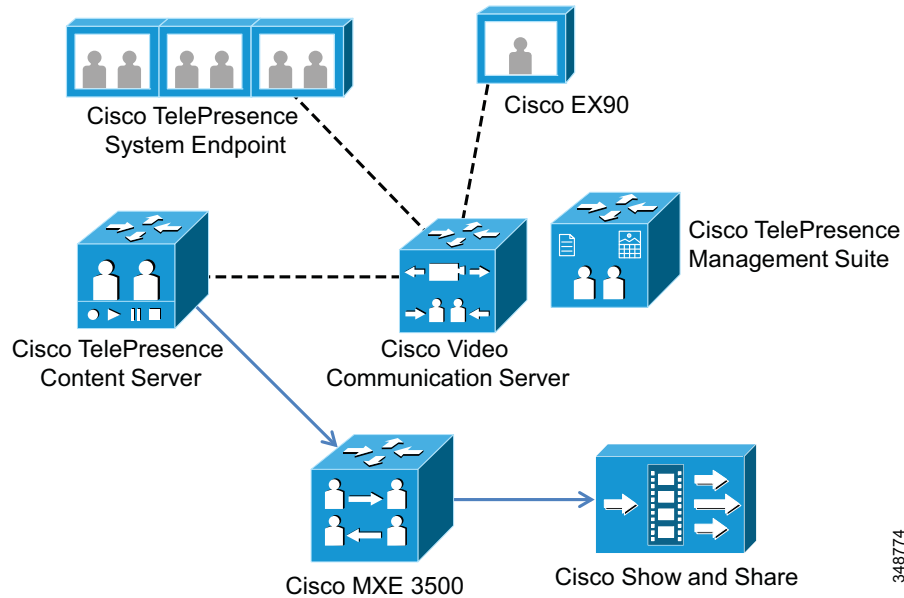 Cisco TelePresence
System Endpoint
Cisco EX90
Cisco TelePresence
Management Suite
Cisco TelePresence
Content Server
Cisco Video
Communication Server
Cisco MXE 3500
Cisco Show and Share
348774